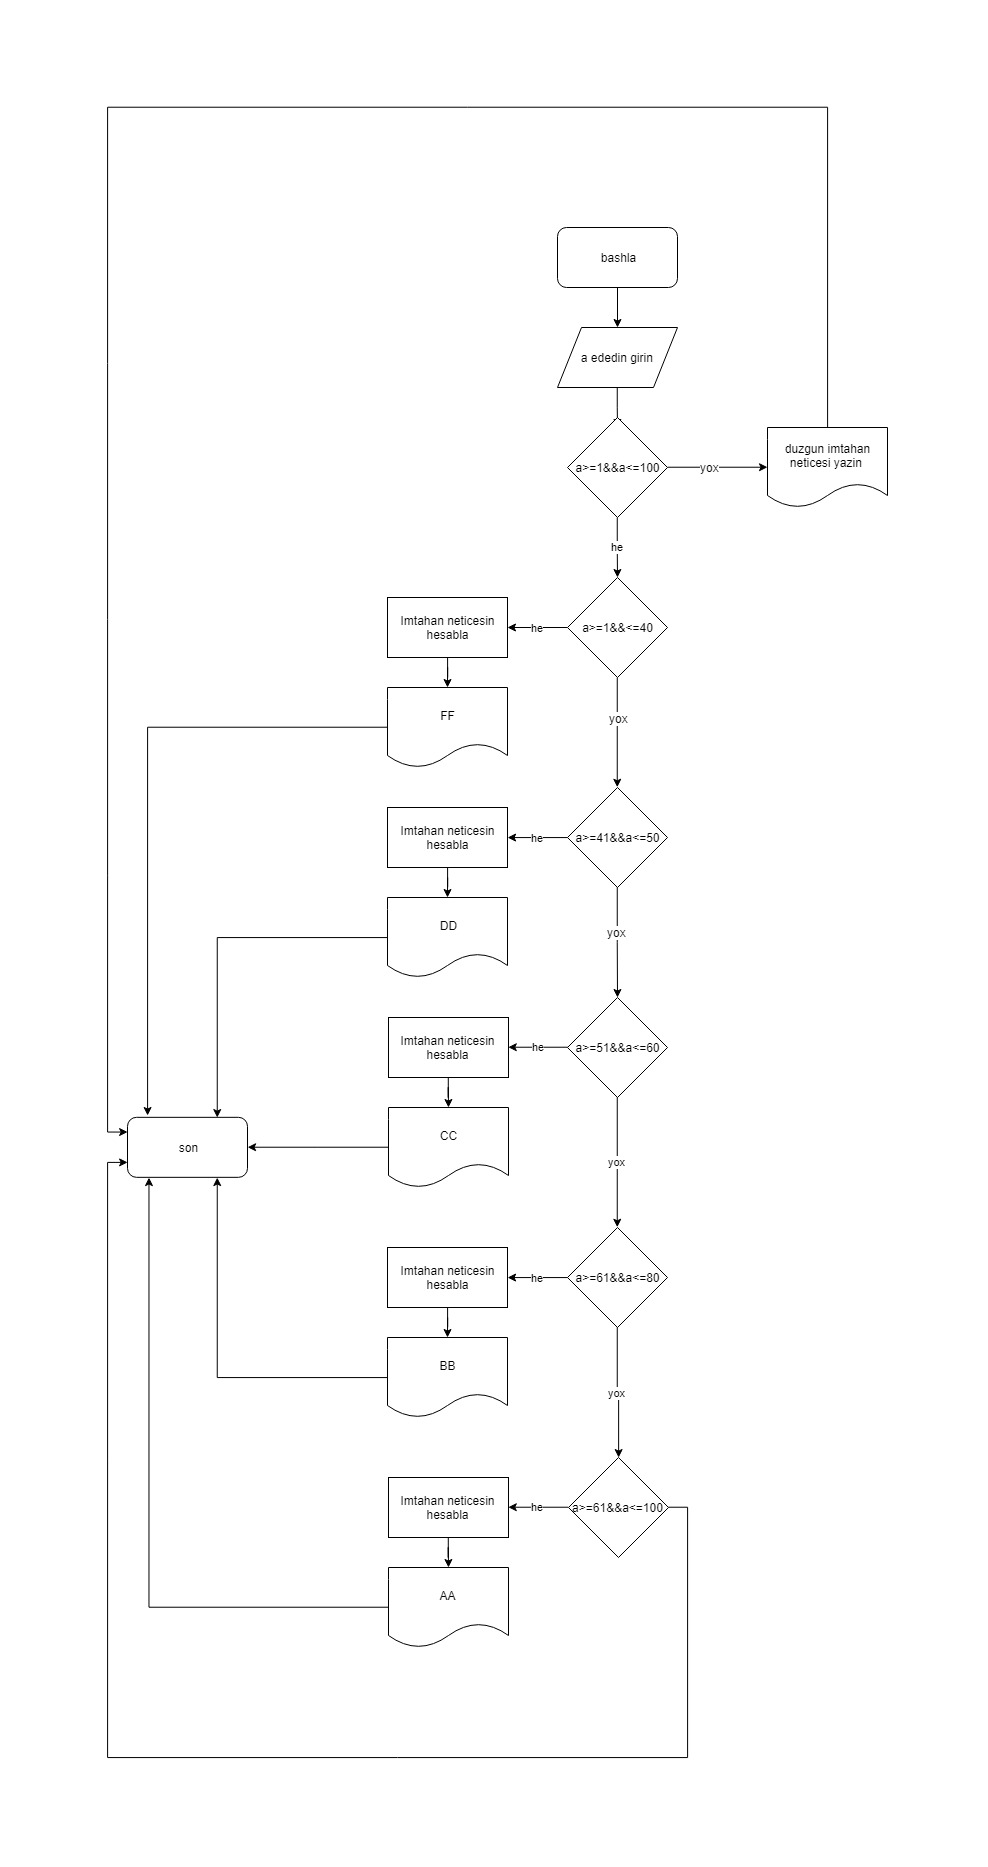 bashla
a ededin girin
a>=1&&a<=100
yox
duzgun imtahan
neticesi yazin
he
Imtahan neticesin
hesabla
he
a>=1&&<=40
FF
yox
Imtahan neticesin
hesabla
he
a>=41&&a<=50
DD
yox
Imtahan neticesin
hesabla
he
a>=51&&a<=60
CC
son
yox
Imtahan neticesin
hesabla
he
a>=61&&a<=80
BB
yox
Imtahan neticesin
hesabla
he
a>=61&&a<=100
AA